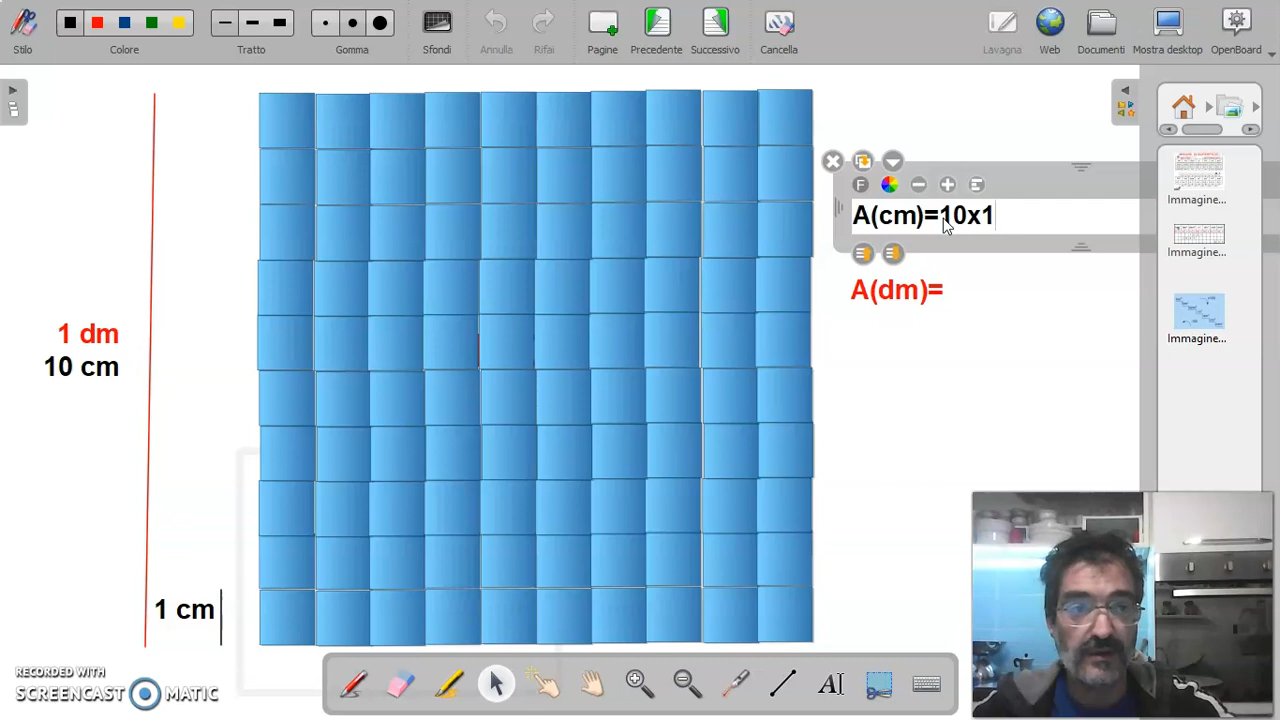 Stilo
Colore
Tratto
Gomma
Sfondi
Annulla
Rifai
Pagine
Precedente
Successivo
Cancella
Lavagna
Web
Documenti
Mostra desktop
OpenBoard
F
A(cm)=10x1
A(dm)=
1 dm
10 cm
1 cm
Immagine...
Immagine...
Immagine...
RECORDED WITH
SCREENCAST MATIC